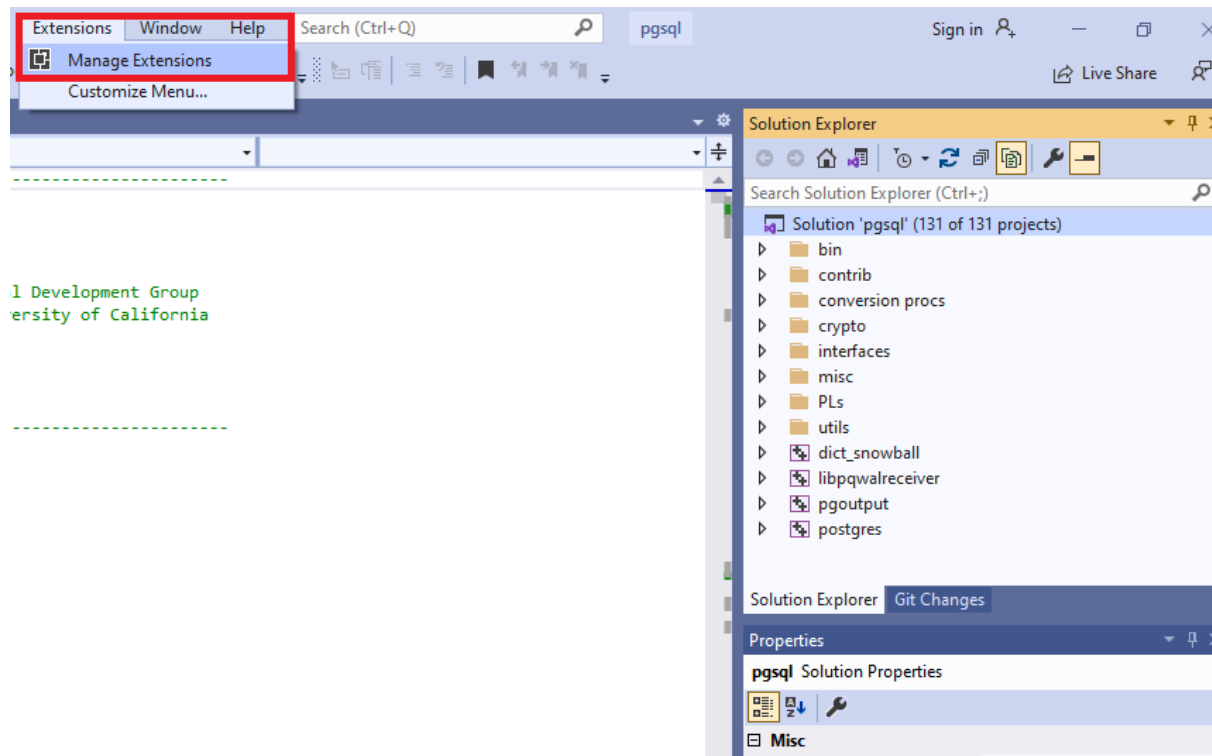 Extensions Window Help Search (Ctrl+Q) pgsql Sign in
Manage Extensions
Customize Menu...
Live Share
Solution Explorer
Search Solution Explorer (Ctrl+;)
Solution 'pgsql' (131 of 131 projects)
bin
contrib
conversion procs
crypto
interfaces
misc
PLs
utils
dict_snowball
libpqwalreceiver
pgoutput
postgres
----------------------
l Development Group
ersity of California
----------------------
Solution Explorer Git Changes
Properties
pgsql Solution Properties
Misc